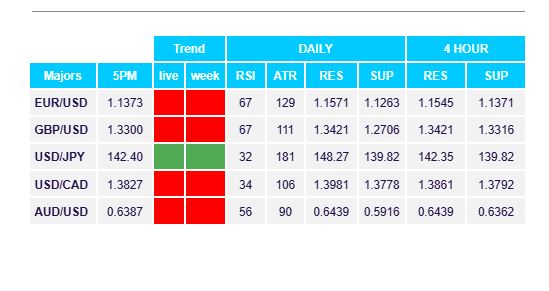 Trend DAILY 4 HOUR
Majors 5PM live week RSI ATR RES SUP RES SUP
EUR/USD 1.1373 67 129 1.1571 1.1263 1.1545 1.1371
GBP/USD 1.3300 67 111 1.3421 1.2706 1.3421 1.3316
USD/JPY 142.40 32 181 148.27 139.82 142.35 139.82
USD/CAD 1.3827 34 106 1.3981 1.3778 1.3861 1.3792
AUD/USD 0.6387 56 90 0.6439 0.5916 0.6439 0.6362